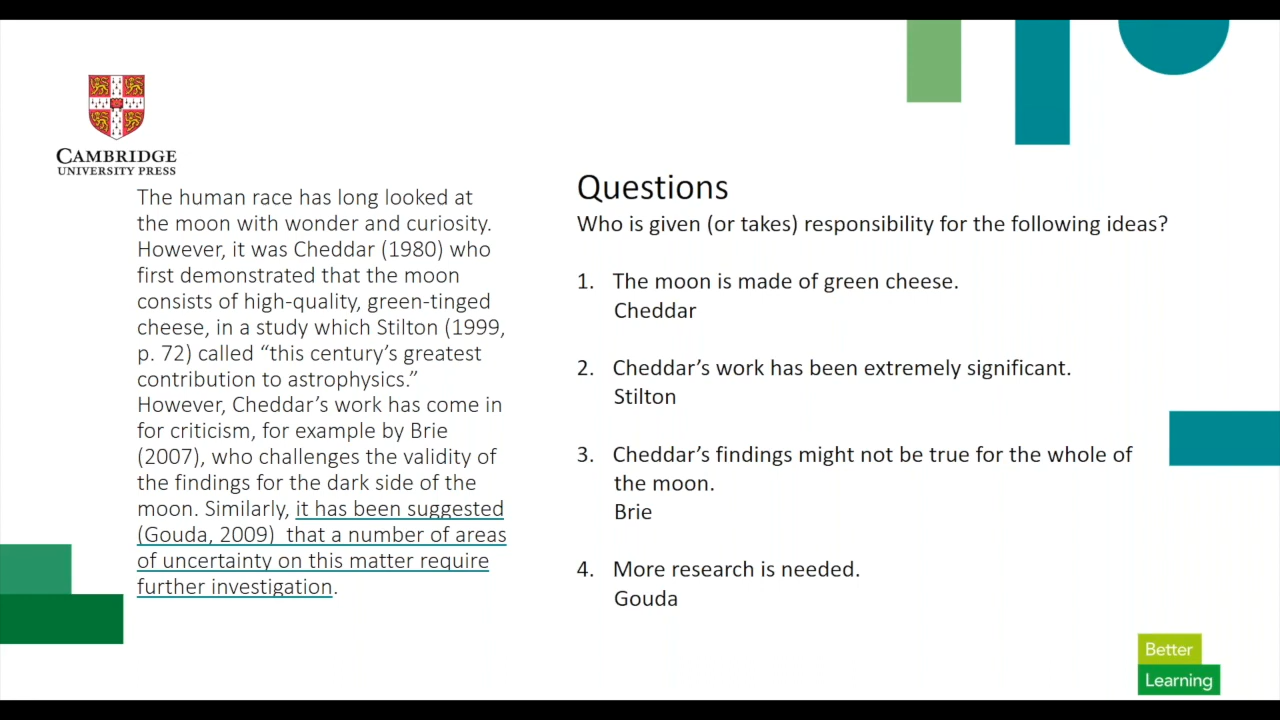 CAMBRIDGE
UNIVERSITY PRESS
The human race has long looked at
the moon with wonder and curiosity.
However, it was Cheddar (1980) who
first demonstrated that the moon
consists of high-quality, green-tinged
cheese, in a study which Stilton (1999,
p. 72) called “this century’s greatest
contribution to astrophysics.”
However, Cheddar’s work has come in
for criticism, for example by Brie
(2007), who challenges the validity of
the findings for the dark side of the
moon. Similarly, it has been suggested
(Gouda, 2009) that a number of areas
of uncertainty on this matter require
further investigation.
Questions
Who is given (or takes) responsibility for the following ideas?
1. The moon is made of green cheese.
Cheddar
2. Cheddar’s work has been extremely significant.
Stilton
3. Cheddar’s findings might not be true for the whole of
the moon.
Brie
4. More research is needed.
Gouda
Better
Learning